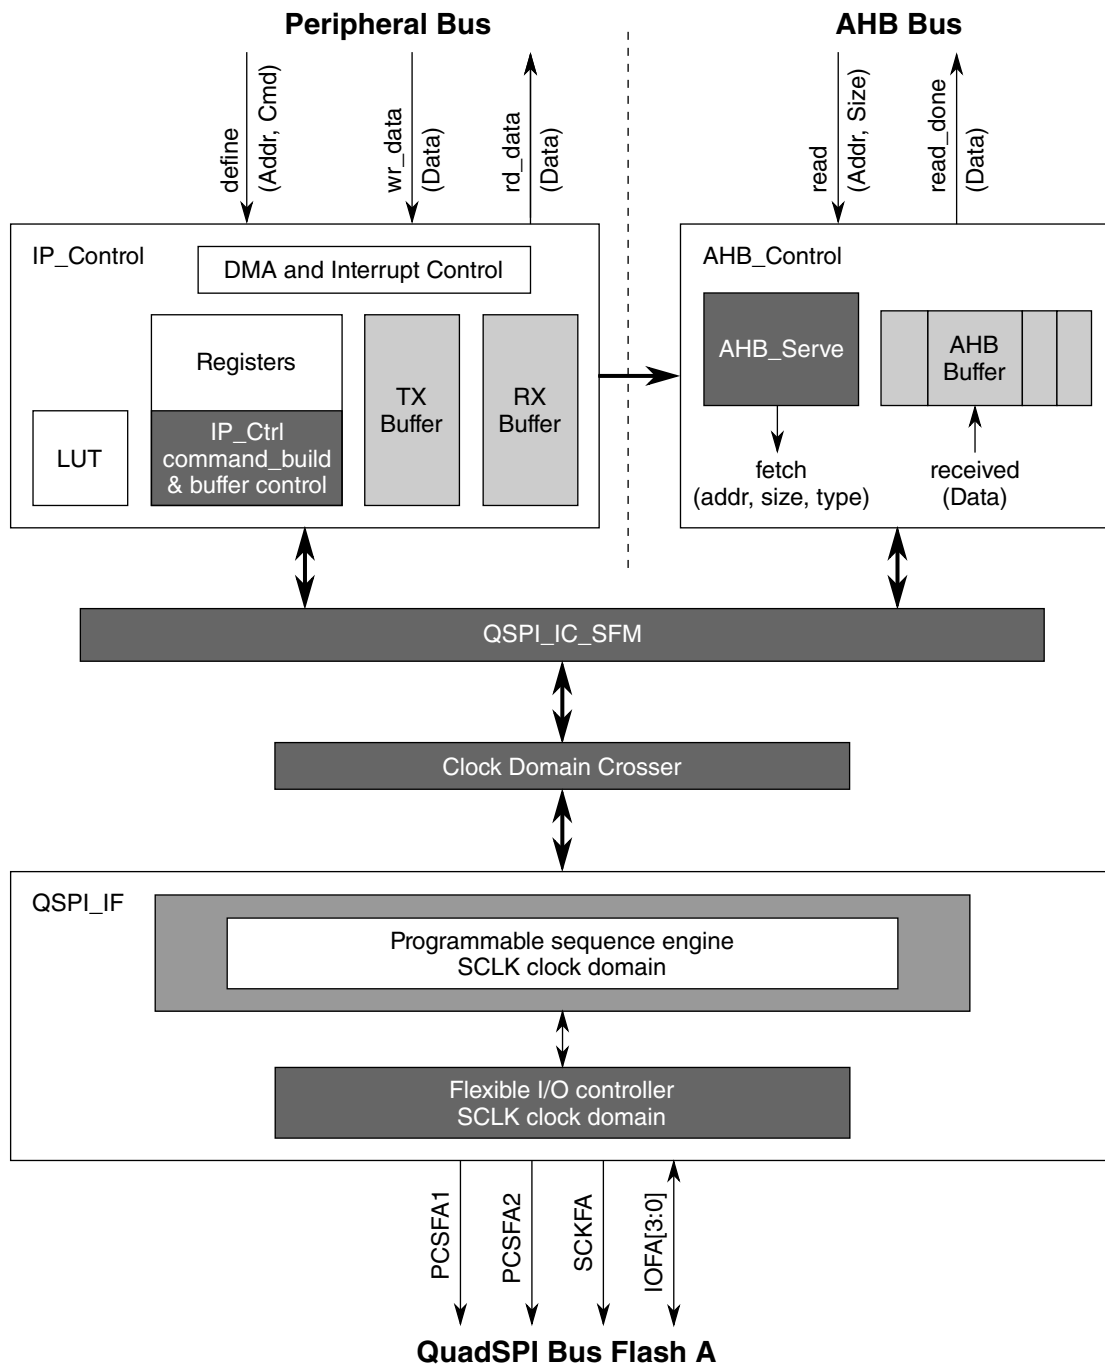 Peripheral Bus
AHB Bus
define
(Addr, Cmd)
wr_data
(Data)
rd_data
(Data)
read
(Addr, Size)
read_done
(Data)
IP_Control
DMA and Interrupt Control
Registers
LUT
IP_Ctrl
command_build
& buffer control
TX
Buffer
RX
Buffer
AHB_Control
AHB_Serve
AHB
Buffer
fetch
(addr, size, type)
received
(Data)
QSPI_IC_SFM
Clock Domain Crosser
QSPI_IF
Programmable sequence engine
SCLK clock domain
Flexible I/O controller
SCLK clock domain
PCSFA1
PCSFA2
SCKFA
IOFA[3:0]
QuadSPI Bus Flash A